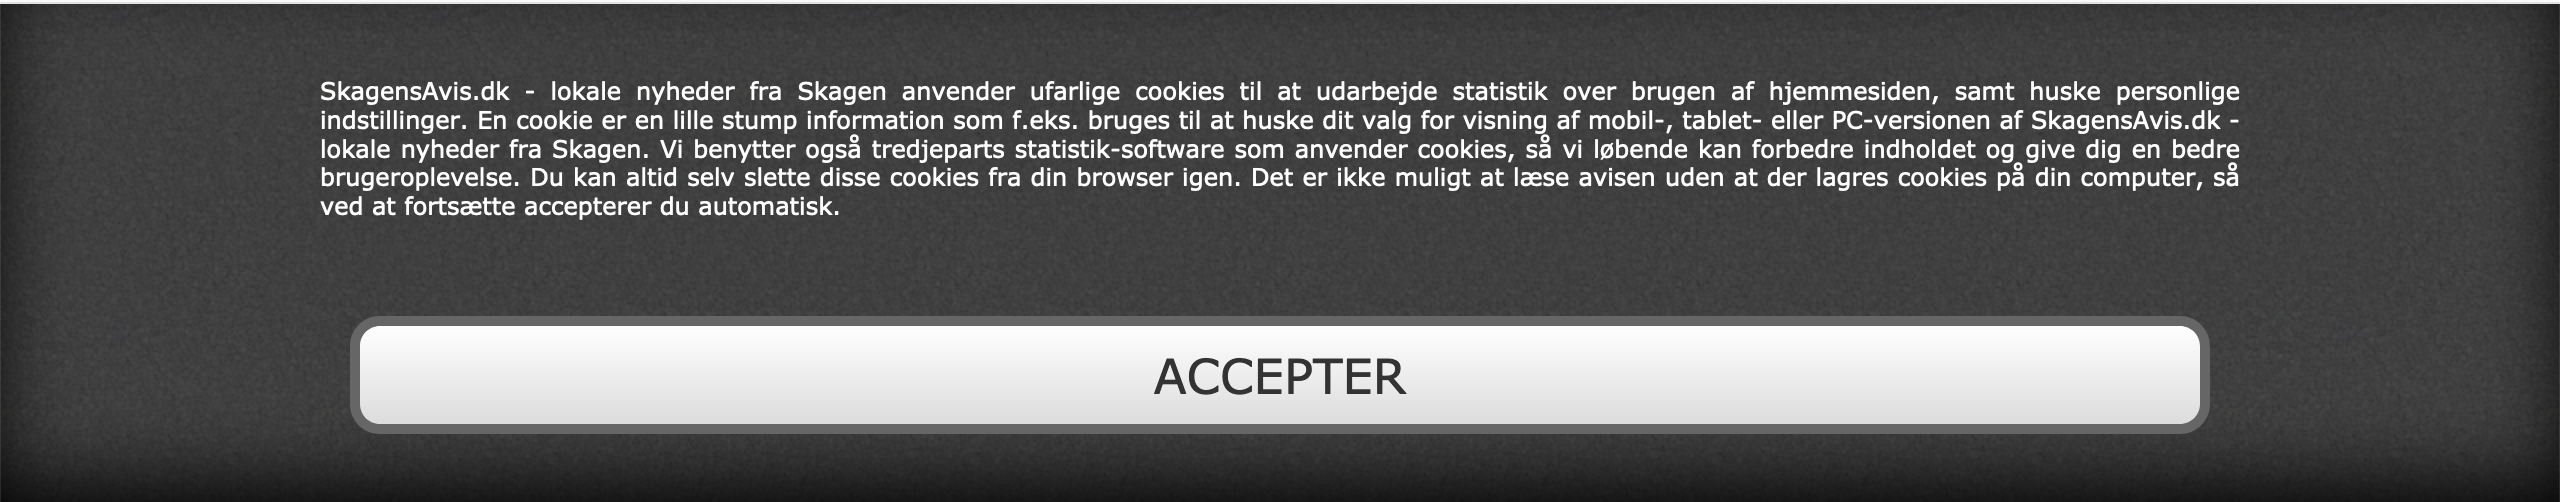 SkagensAvis.dk - lokale nyheder fra Skagen anvender ufarlige cookies til at udarbejde statistik over brugen af hjemmesiden, samt huske personlige
indstillinger. En cookie er en lille stump information som f.eks. bruges til at huske dit valg for visning af mobil-, tablet- eller PC-versionen af SkagensAvis.dk -
lokale nyheder fra Skagen. Vi benytter også tredjeparts statistik-software som anvender cookies, så vi løbende kan forbedre indholdet og give dig en bedre
brugeroplevelse. Du kan altid selv slette disse cookies fra din browser igen. Det er ikke muligt at læse avisen uden at der lagres cookies på din computer, så
ved at fortsætte accepterer du automatisk.
ACCEPTER